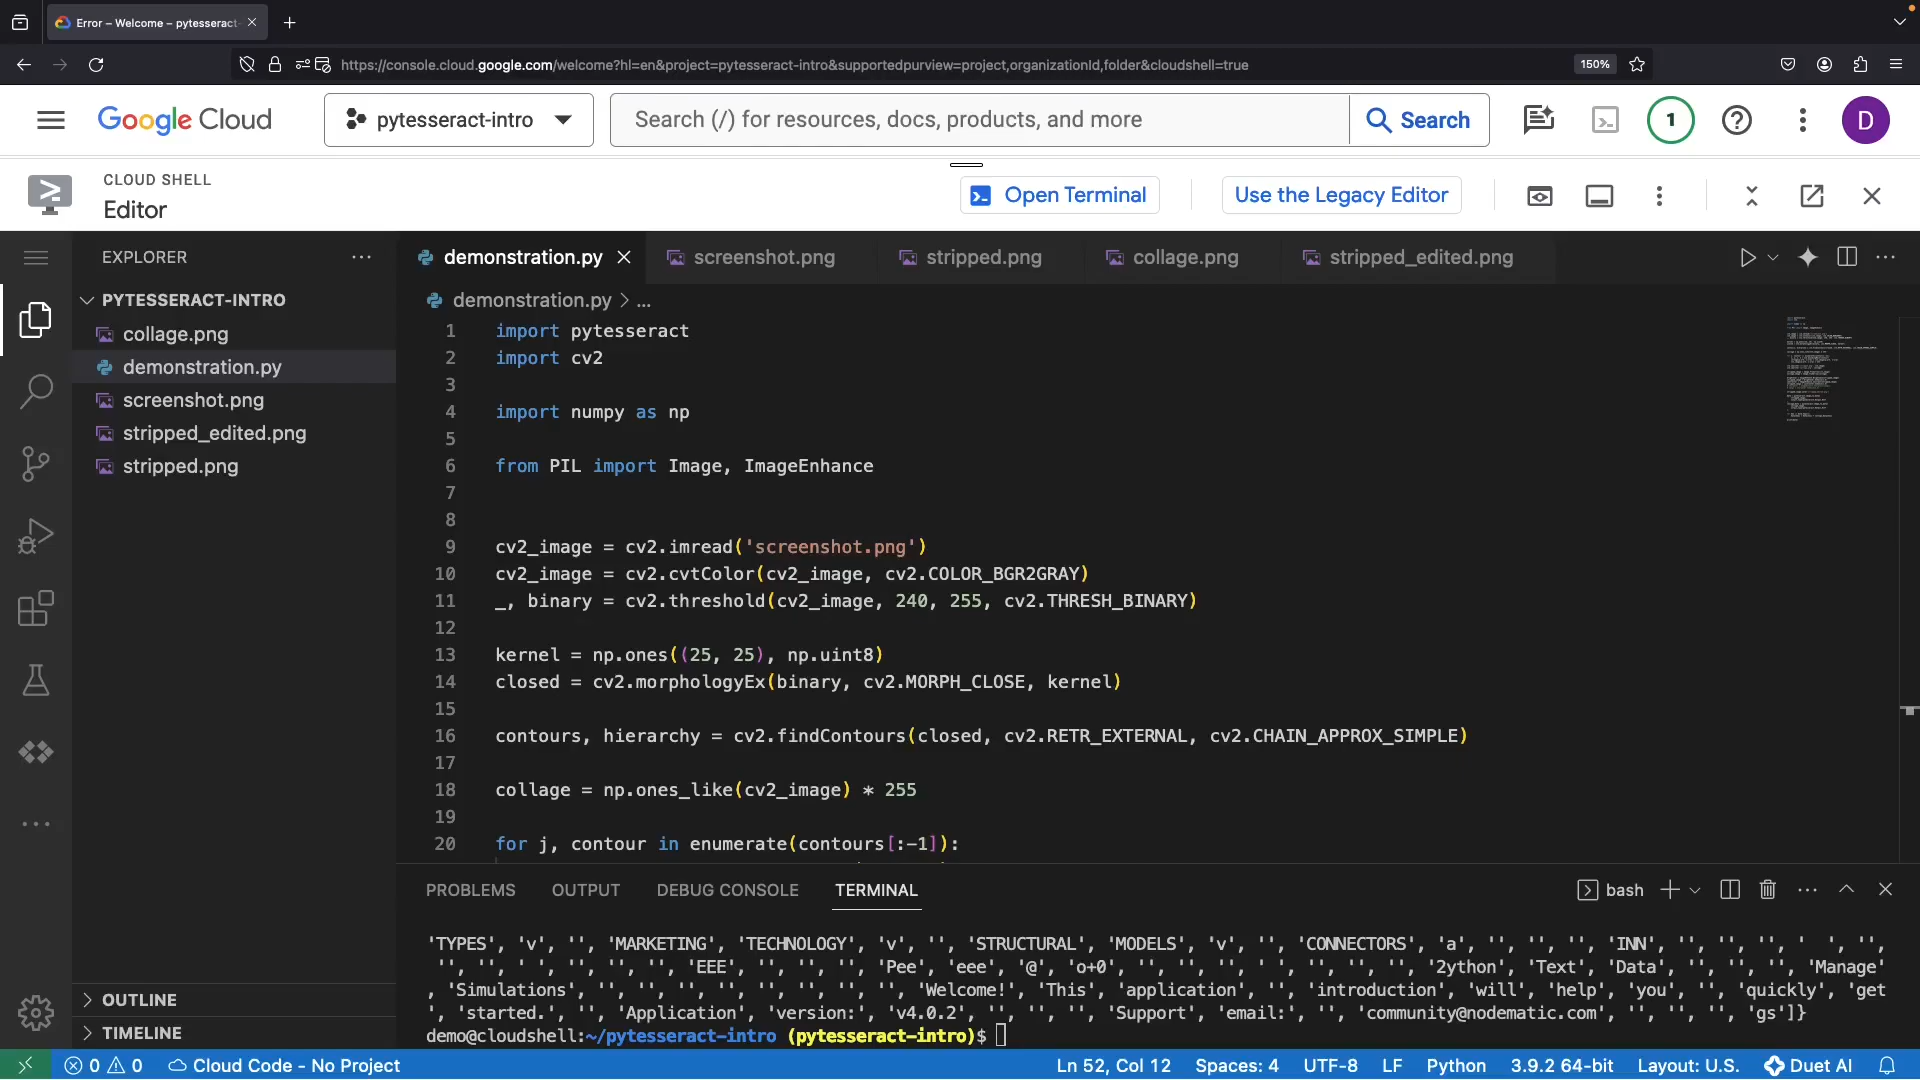 Error – Welcome – pytesseract-
https://console.cloud.google.com/welcome?hl=en&project=pytesseract-intro&supportedpurview=project,organizationId,folder&cloudshell=true
150%
Google Cloud
pytesseract-intro
Search (/) for resources, docs, products, and more
Search
1
D
CLOUD SHELL
Editor
Open Terminal
Use the Legacy Editor
EXPLORER
PYTESSERACT-INTRO
collage.png
demonstration.py
screenshot.png
stripped_edited.png
stripped.png
OUTLINE
TIMELINE
demonstration.py
screenshot.png
stripped.png
collage.png
stripped_edited.png
demonstration.py > ...
1 import pytesseract
2 import cv2
3
4 import numpy as np
5
6 from PIL import Image, ImageEnhance
7
8
9 cv2_image = cv2.imread('screenshot.png')
10 cv2_image = cv2.cvtColor(cv2_image, cv2.COLOR_BGR2GRAY)
11 _, binary = cv2.threshold(cv2_image, 240, 255, cv2.THRESH_BINARY)
12
13 kernel = np.ones((25, 25), np.uint8)
14 closed = cv2.morphologyEx(binary, cv2.MORPH_CLOSE, kernel)
15
16 contours, hierarchy = cv2.findContours(closed, cv2.RETR_EXTERNAL, cv2.CHAIN_APPROX_SIMPLE)
17
18 collage = np.ones_like(cv2_image) * 255
19
20 for j, contour in enumerate(contours[:-1]):
PROBLEMS
OUTPUT
DEBUG CONSOLE
TERMINAL
bash
'TYPES', 'v', '', 'MARKETING', 'TECHNOLOGY', 'v', '', 'STRUCTURAL', 'MODELS', 'v', '', 'CONNECTORS', 'a', '', '', '', 'INN', '', '', '', ' ', '',
'', '', ' ', '', '', '', 'EEE', '', '', '', 'Pee', 'eee', '@', 'o+0', '', '', '', ' ', '', '', '', '2ython', 'Text', 'Data', '', '', '', 'Manage'
, 'Simulations', '', '', '', '', '', '', '', '', 'Welcome!', 'This', 'application', '', 'introduction', 'will', 'help', 'you', '', 'quickly', 'get
', 'started.', '', 'Application', 'version:', 'v4.0.2', '', '', '', 'Support', 'email:', '', 'community@nodematic.com', '', '', '', 'gs']}
demo@cloudshell:~/pytesseract-intro (pytesseract-intro)$
0 0
Cloud Code - No Project
Ln 52, Col 12
Spaces: 4
UTF-8
LF
Python
3.9.2 64-bit
Layout: U.S.
Duet AI